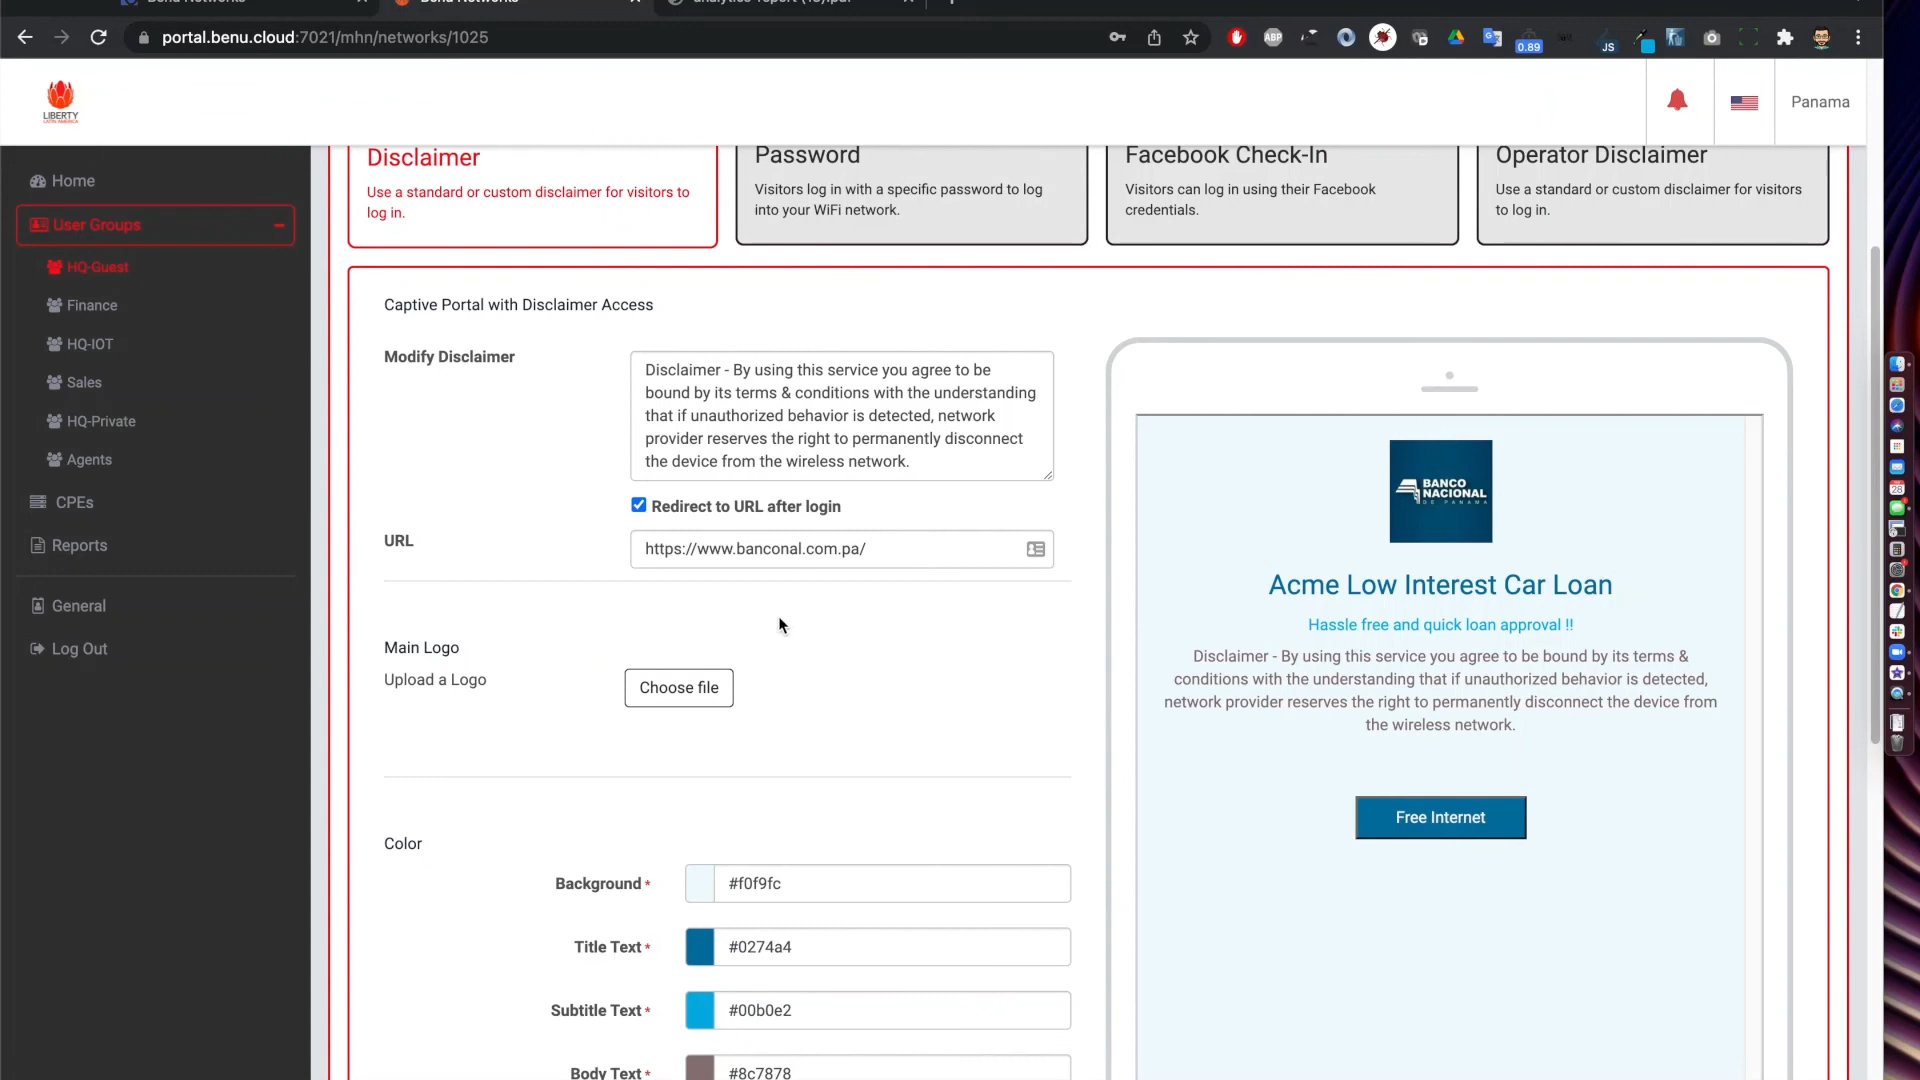 portal.benu.cloud:7021/mhn/networks/1025
ABP
0.89
JS
LIBERTY
LATIN AMERICA
Panama
Home
User Groups
HQ-Guest
Finance
HQ-IOT
Sales
HQ-Private
Agents
CPEs
Reports
General
Log Out
Disclaimer
Use a standard or custom disclaimer for visitors to
log in.
Password
Visitors log in with a specific password to log
into your WiFi network.
Facebook Check-In
Visitors can log in using their Facebook
credentials.
Operator Disclaimer
Use a standard or custom disclaimer for visitors
to log in.
Captive Portal with Disclaimer Access
Modify Disclaimer
Disclaimer - By using this service you agree to be
bound by its terms & conditions with the understanding
that if unauthorized behavior is detected, network
provider reserves the right to permanently disconnect
the device from the wireless network.
Redirect to URL after login
URL
https://www.banconal.com.pa/
Main Logo
Upload a Logo
Choose file
Color
Background *
#f0f9fc
Title Text *
#0274a4
Subtitle Text *
#00b0e2
Body Text *
#8c7878
BANCO
NACIONAL
DE PANAMA
Acme Low Interest Car Loan
Hassle free and quick loan approval !!
Disclaimer - By using this service you agree to be bound by its terms &
conditions with the understanding that if unauthorized behavior is detected,
network provider reserves the right to permanently disconnect the device from
the wireless network.
Free Internet